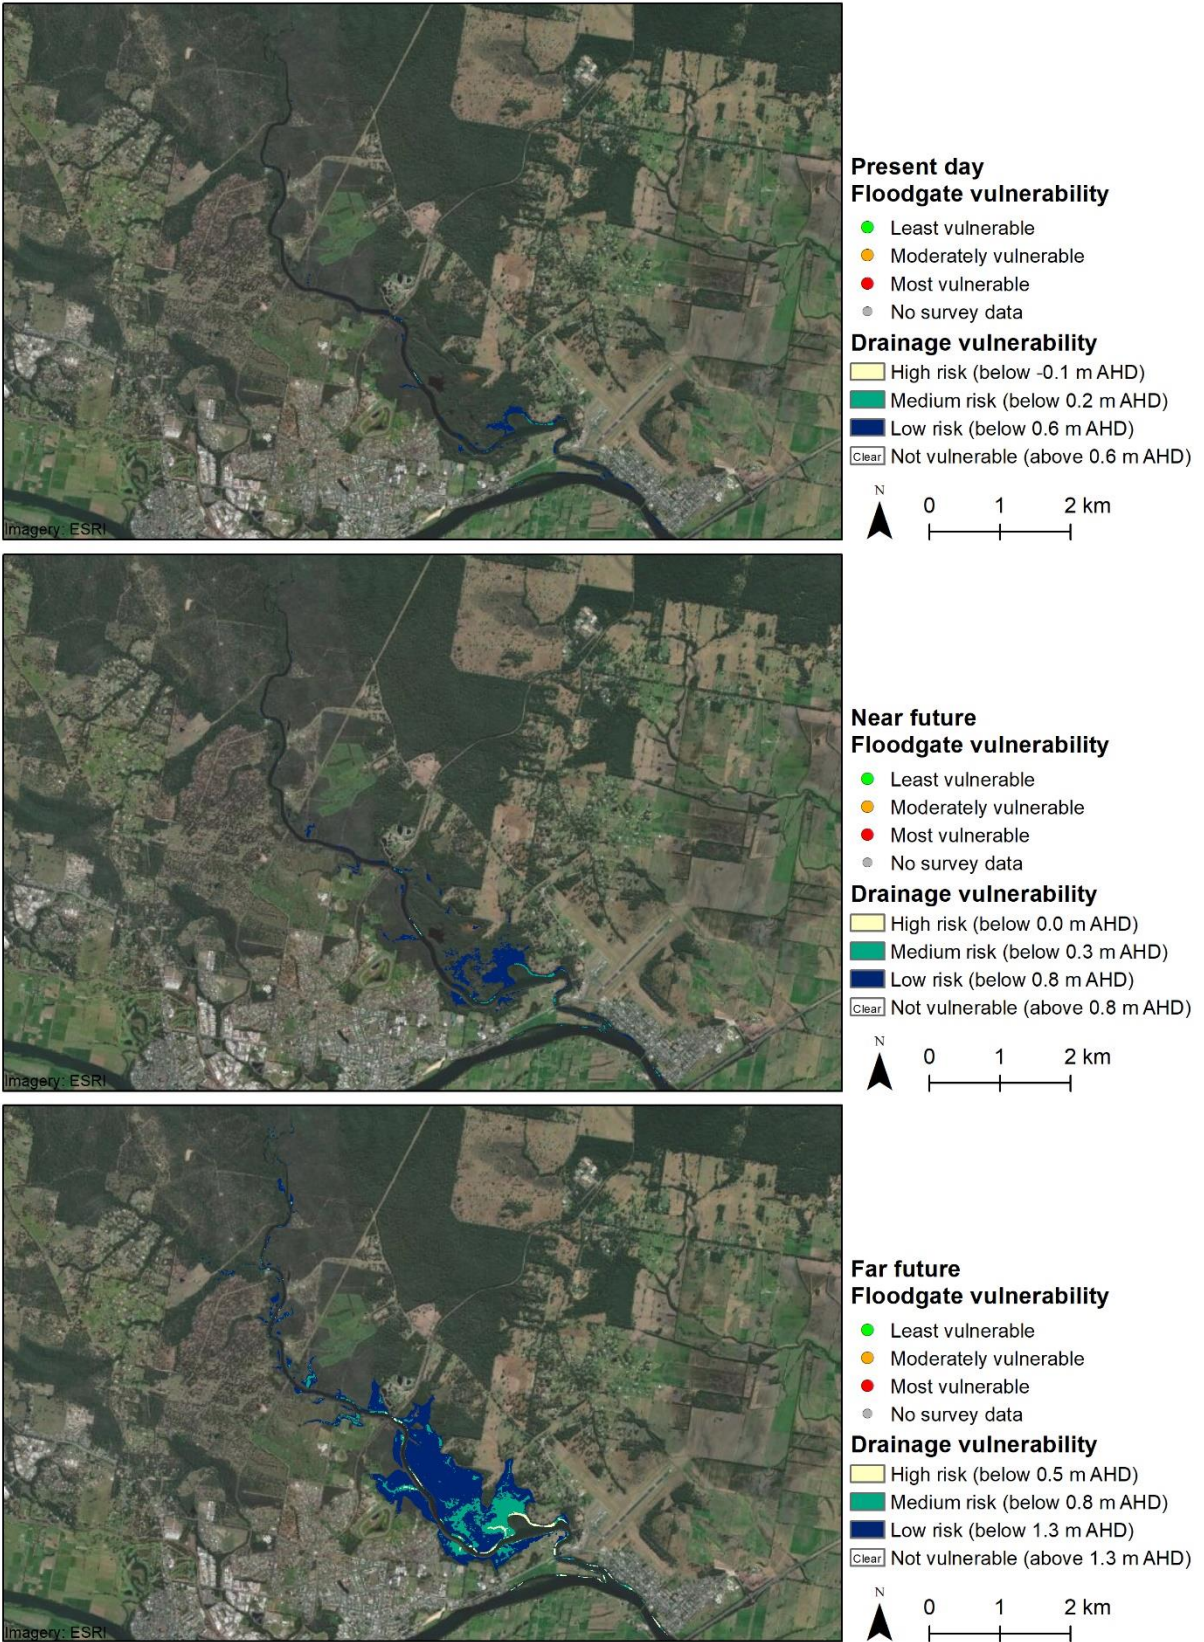 Present day
Floodgate vulnerability
Least vulnerable
Moderately vulnerable
Most vulnerable
No survey data
Drainage vulnerability
High risk (below -0.1 m AHD)
Medium risk (below 0.2 m AHD)
Low risk (below 0.6 m AHD)
Clear Not vulnerable (above 0.6 m AHD)
N
0 1 2 km
Imagery: ESRI
Near future
Floodgate vulnerability
Least vulnerable
Moderately vulnerable
Most vulnerable
No survey data
Drainage vulnerability
High risk (below 0.0 m AHD)
Medium risk (below 0.3 m AHD)
Low risk (below 0.8 m AHD)
Clear Not vulnerable (above 0.8 m AHD)
N
0 1 2 km
Imagery: ESRI
Far future
Floodgate vulnerability
Least vulnerable
Moderately vulnerable
Most vulnerable
No survey data
Drainage vulnerability
High risk (below 0.5 m AHD)
Medium risk (below 0.8 m AHD)
Low risk (below 1.3 m AHD)
Clear Not vulnerable (above 1.3 m AHD)
N
0 1 2 km
Imagery: ESRI